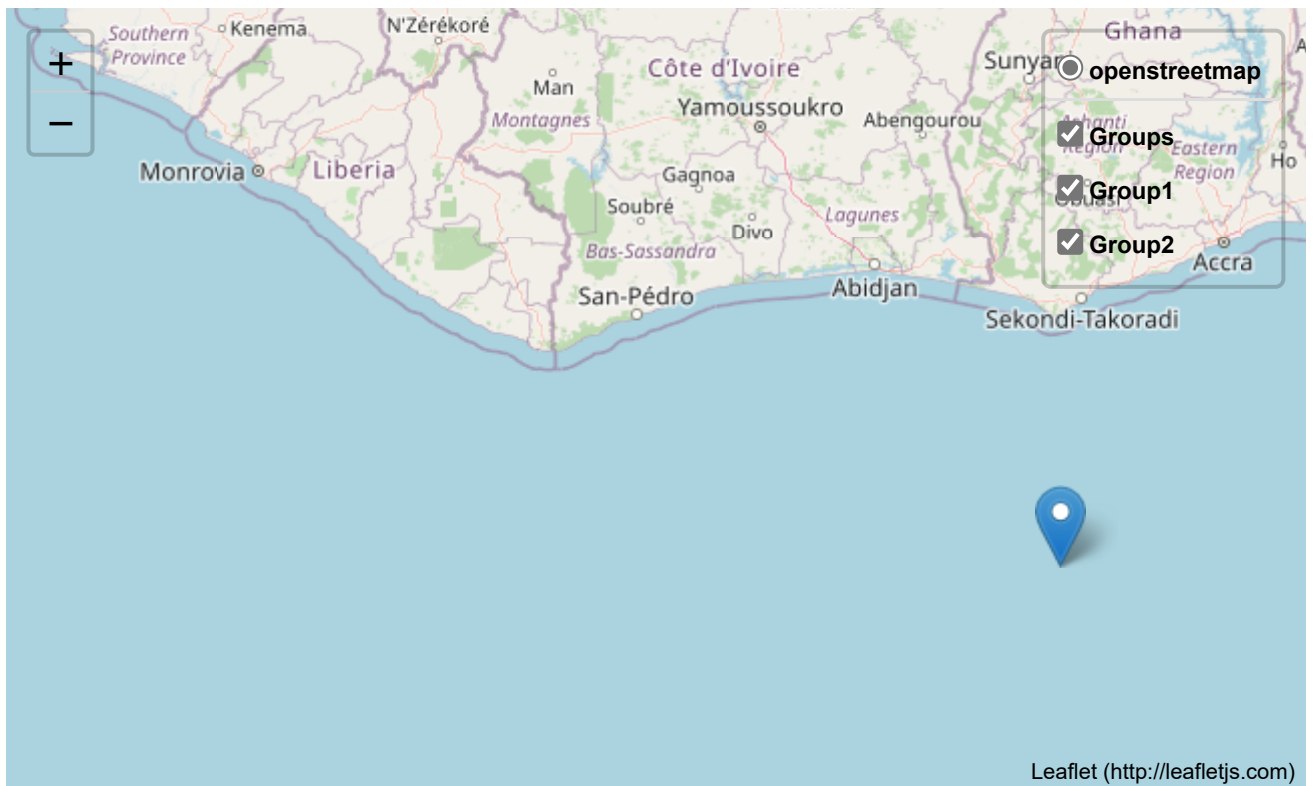 Southern
Province
Kenema
N'Zérékoré
Man
Montagnes
Côte d'Ivoire
Yamoussoukro
Abengourou
Ghana
openstreetmap
Groups
Eastern
Region
Ho
Monrovia
Liberia
Gagnoa
Soubré
Divo
Lagunes
Bas-Sassandra
Group1
Group2
Accra
San-Pédro
Abidjan
Sekondi-Takoradi
+
−
Leaflet (http://leafletjs.com)